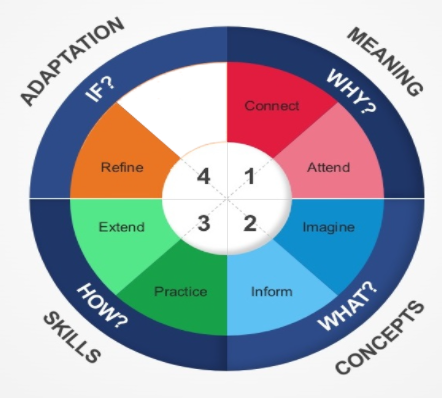 ADAPTATION
MEANING
IF?
WHY?
Connect
Refine
Attend
4
1
3
2
Extend
Imagine
Practice
Inform
HOW?
WHAT?
SKILLS
CONCEPTS